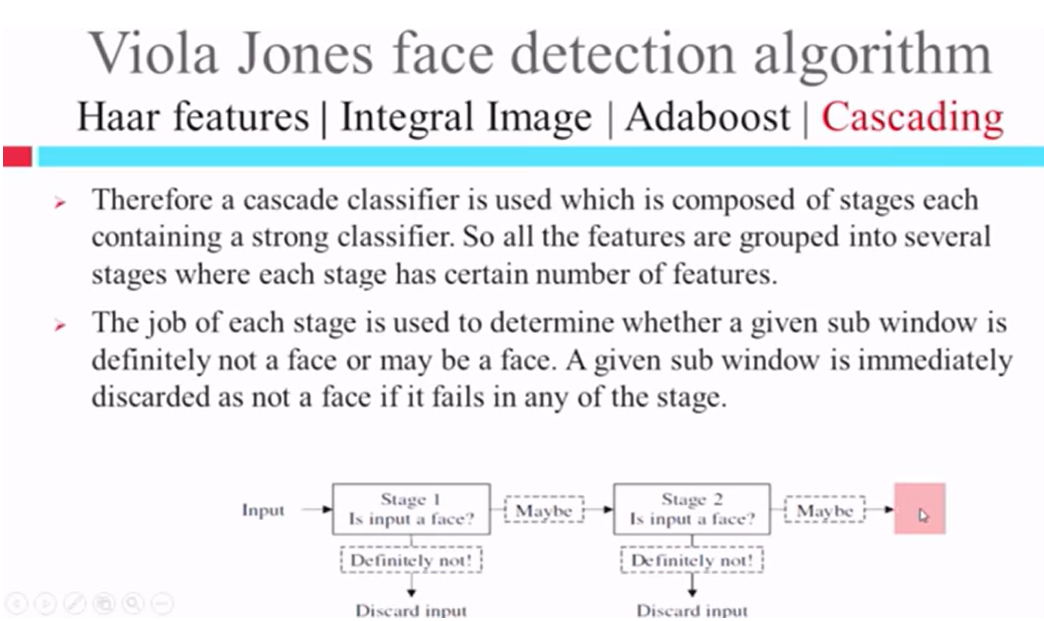 Viola Jones face detection algorithm
Haar features | Integral Image | Adaboost | Cascading
Therefore a cascade classifier is used which is composed of stages each
containing a strong classifier. So all the features are grouped into several
stages where each stage has certain number of features.
The job of each stage is used to determine whether a given sub window is
definitely not a face or may be a face. A given sub window is immediately
discarded as not a face if it fails in any of the stage.
Input
Stage 1
Is input a face?
Maybe
Stage 2
Is input a face?
Maybe
Definitely not!
Definitely not!
Discard input
Discard input